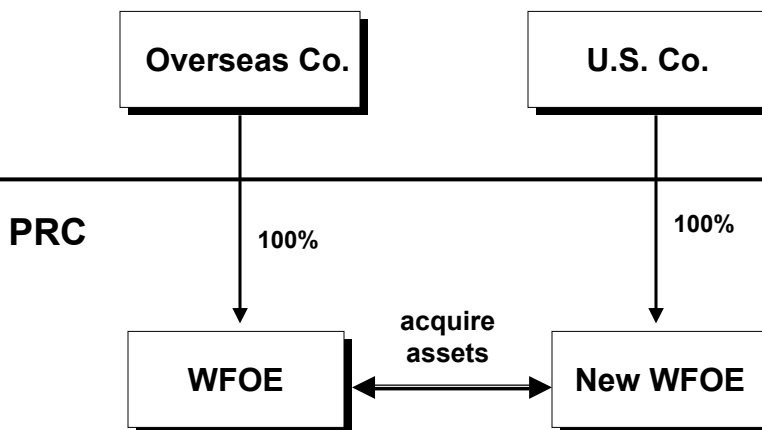 Overseas Co.
U.S. Co.
PRC
100%
100%
acquire
assets
WFOE
New WFOE